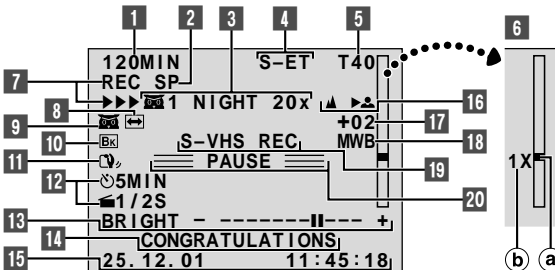 1 2 3 4 5 6
120MIN S-ET T40
7 REC SP
1 NIGHT 20x 16
8
9 +02 17
10 BK MWB 18
S-VHS REC 19
11 PAUSE
12 5MIN 20
1/2S 1X
13 BRIGHT - --------- --- +
14 CONGRATULATIONS
15 25.12.01 11:45:18 b a